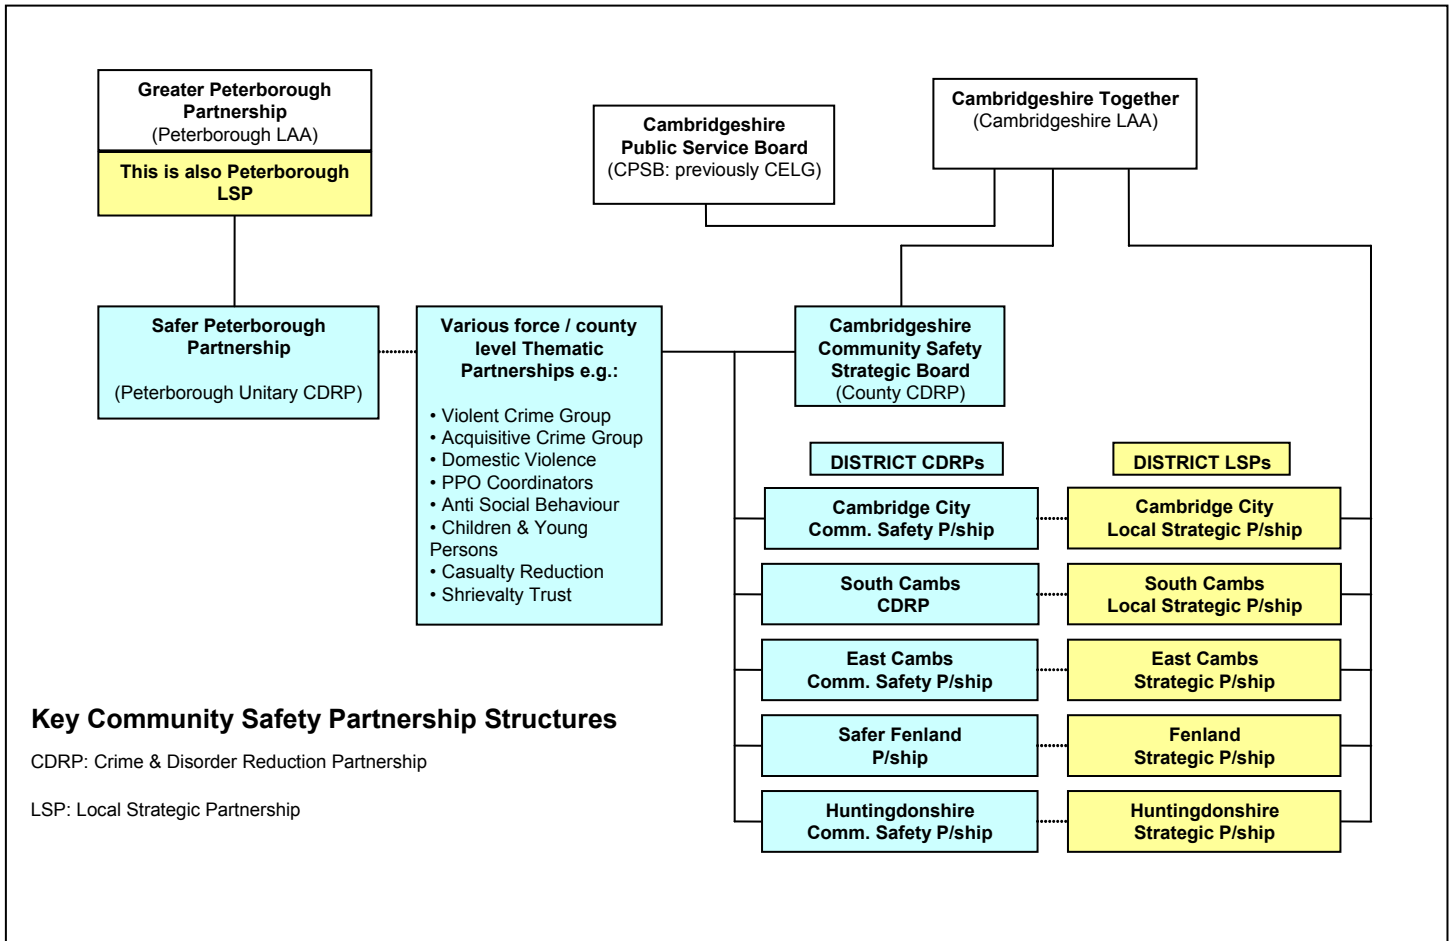 Greater Peterborough
Partnership
(Peterborough LAA)
This is also Peterborough
LSP
Cambridgeshire
Public Service Board
(CPSB: previously CELG)
Cambridgeshire Together
(Cambridgeshire LAA)
Safer Peterborough
Partnership
(Peterborough Unitary CDRP)
Various force / county
level Thematic
Partnerships e.g.:
• Violent Crime Group
• Acquisitive Crime Group
• Domestic Violence
• PPO Coordinators
• Anti Social Behaviour
• Children & Young
Persons
• Casualty Reduction
• Shrievalty Trust
Cambridgeshire
Community Safety
Strategic Board
(County CDRP)
DISTRICT CDRPs
DISTRICT LSPs
Cambridge City
Comm. Safety P/ship
Cambridge City
Local Strategic P/ship
South Cambs
CDRP
South Cambs
Local Strategic P/ship
East Cambs
Comm. Safety P/ship
East Cambs
Strategic P/ship
Safer Fenland
P/ship
Fenland
Strategic P/ship
Huntingdonshire
Comm. Safety P/ship
Huntingdonshire
Strategic P/ship
Key Community Safety Partnership Structures
CDRP: Crime & Disorder Reduction Partnership
LSP: Local Strategic Partnership